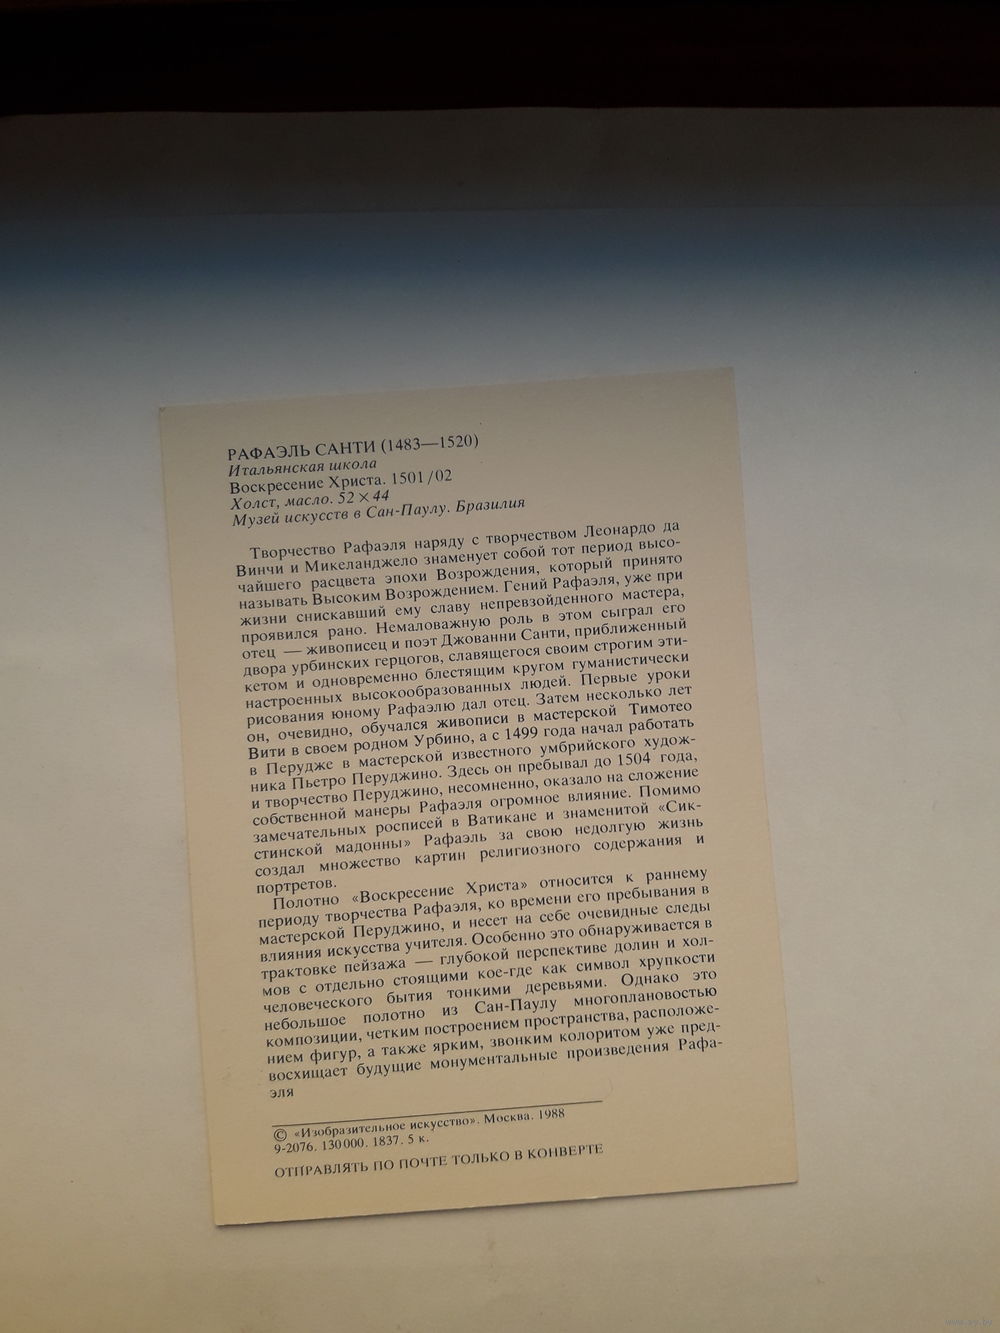 РАФАЭЛЬ САНТИ (1483—1520)
Итальянская школа
Воскресение Христа. 1501/02
Холст, масло. 52 × 44
Музей искусств в Сан-Паулу. Бразилия
Творчество Рафаэля наряду с творчеством Леонардо да
Винчи и Микеланджело знаменует собой тот период высо-
чайшего расцвета эпохи Возрождения, который принято
называть Высоким Возрождением. Гений Рафаэля, уже при
жизни снискавший ему славу непревзойденного мастера,
проявился рано. Немаловажную роль в этом сыграл его
отец — живописец и поэт Джованни Санти, приближенный
двора урбинских герцогов, славящегося своим строгим эти-
кетом и одновременно блестящим кругом гуманистически
настроенных высокообразованных людей. Первые уроки
рисования юному Рафаэлю дал отец. Затем несколько лет
он, очевидно, обучался живописи в мастерской Тимотео
Вити в своем родном Урбино, а с 1499 года начал работать
в Перудже в мастерской известного умбрийского худож-
ника Пьетро Перуджино. Здесь он пребывал до 1504 года,
и творчество Перуджино, несомненно, оказало на сложение
собственной манеры Рафаэля огромное влияние. Помимо
замечательных росписей в Ватикане и знаменитой «Сик-
стинской мадонны» Рафаэль за свою недолгую жизнь
создал множество картин религиозного содержания и
портретов.
Полотно «Воскресение Христа» относится к раннему
периоду творчества Рафаэля, ко времени его пребывания в
мастерской Перуджино, и несет на себе очевидные следы
влияния искусства учителя. Особенно это обнаруживается в
трактовке пейзажа — глубокой перспективе долин и хол-
мов с отдельно стоящими кое-где как символ хрупкости
человеческого бытия тонкими деревьями. Однако это
небольшое полотно из Сан-Паулу многоплановостью
композиции, четким построением пространства, расположе-
нием фигур, а также ярким, звонким колоритом уже пред-
восхищает будущие монументальные произведения Рафа-
эля
© «Изобразительное искусство». Москва. 1988
9-2076. 130000. 1837. 5 к.
ОТПРАВЛЯТЬ ПО ПОЧТЕ ТОЛЬКО В КОНВЕРТЕ
www.ay.by